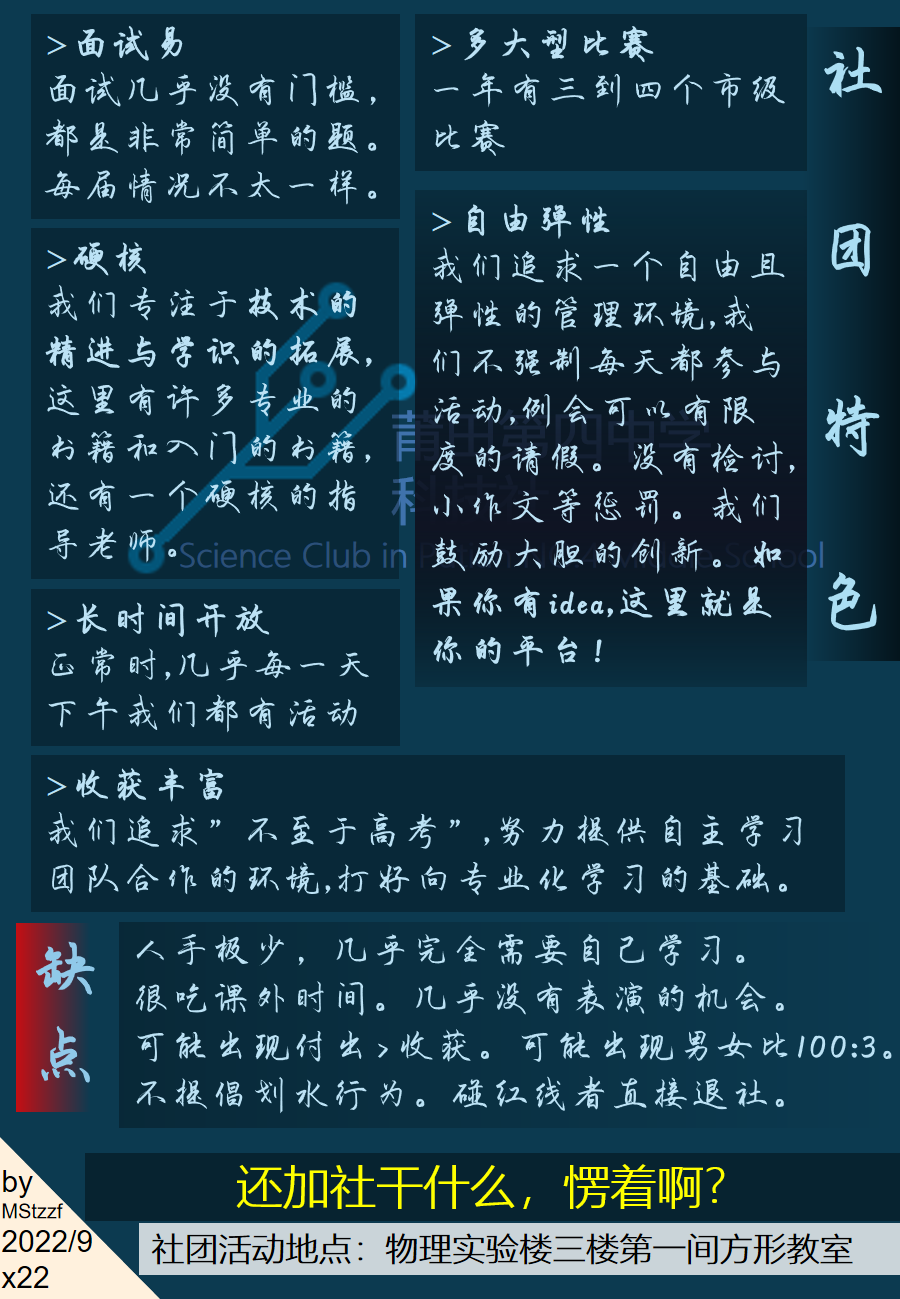 社团特色
>面试易
面试几乎没有门槛，
都是非常简单的题。
每届情况不太一样。
>硬核
我们专注于技术的
精进与学识的拓展，
这里有许多专业的
书籍和入门的书籍，
还有一个硬核的指
导老师。
>长时间开放
正常时,几乎每一天
下午我们都有活动
>多大型比赛
一年有三到四个市级
比赛
>自由弹性
我们追求一个自由且
弹性的管理环境,我
们不强制每天都参与
活动,例会可以有限
度的请假。没有检讨,
小作文等惩罚。我们
鼓励大胆的创新。如
果你有idea,这里就是
你的平台！
莆田第四中学
科技社
Science Club in
School
>收获丰富
我们追求”不至于高考”,努力提供自主学习
团队合作的环境,打好向专业化学习的基础。
缺点
人手极少，几乎完全需要自己学习。
很吃课外时间。几乎没有表演的机会。
可能出现付出>收获。可能出现男女比100:3。
不提倡划水行为。碰红线者直接退社。
还加社干什么，愣着啊?
社团活动地点：物理实验楼三楼第一间方形教室
by
MStzzf
2022/9
x22